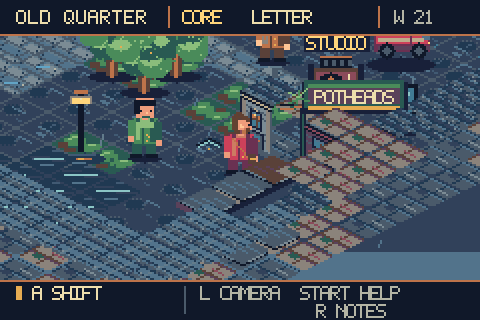 OLD QUARTER CORE LETTER W 21
STUDIO
POTHEADS
A SHIFT L CAMERA START HELP
R NOTES